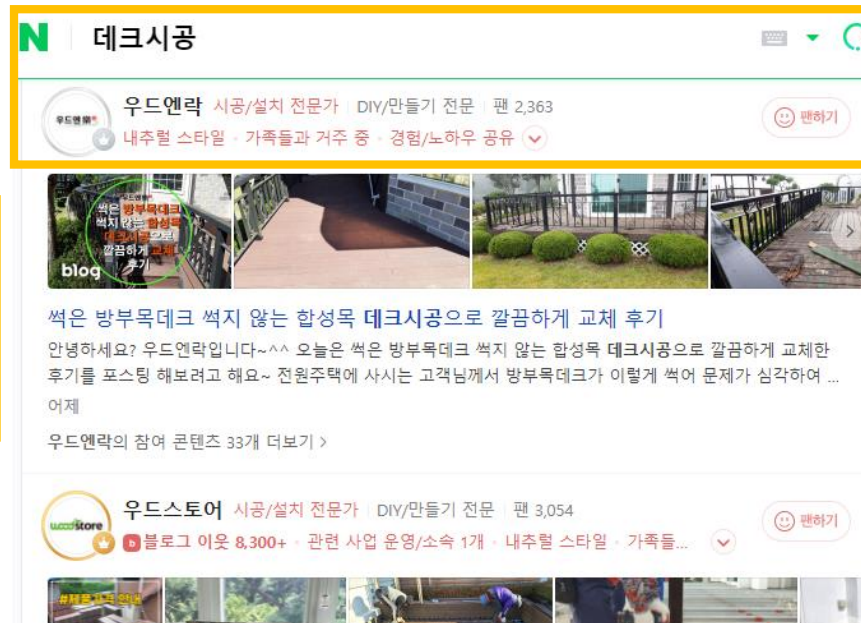 N 데크시공
우드엔락 시공/설치 전문가 DIY/만들기 전문 팬 2,363
팬하기
내추럴 스타일 · 가족들과 거주 중 · 경험/노하우 공유
썩은 방부목데크
썩지 않는 합성목
데크시공으로
깔끔하게 교체
후기
blog
썩은 방부목데크 썩지 않는 합성목 데크시공으로 깔끔하게 교체 후기
안녕하세요? 우드엔락입니다~^^ 오늘은 썩은 방부목데크 썩지 않는 합성목 데크시공으로 깔끔하게 교체한
후기를 포스팅 해보려고 해요~ 전원주택에 사시는 고객님께서 방부목데크가 이렇게 썩어 문제가 심각하여 ...
어제
우드엔락의 참여 콘텐츠 33개 더보기 >
woodstore
우드스토어 시공/설치 전문가 DIY/만들기 전문 팬 3,054
팬하기
b 블로그 이웃 8,300+ · 관련 사업 운영/소속 1개 · 내추럴 스타일 · 가족들...
#제품가격 안내